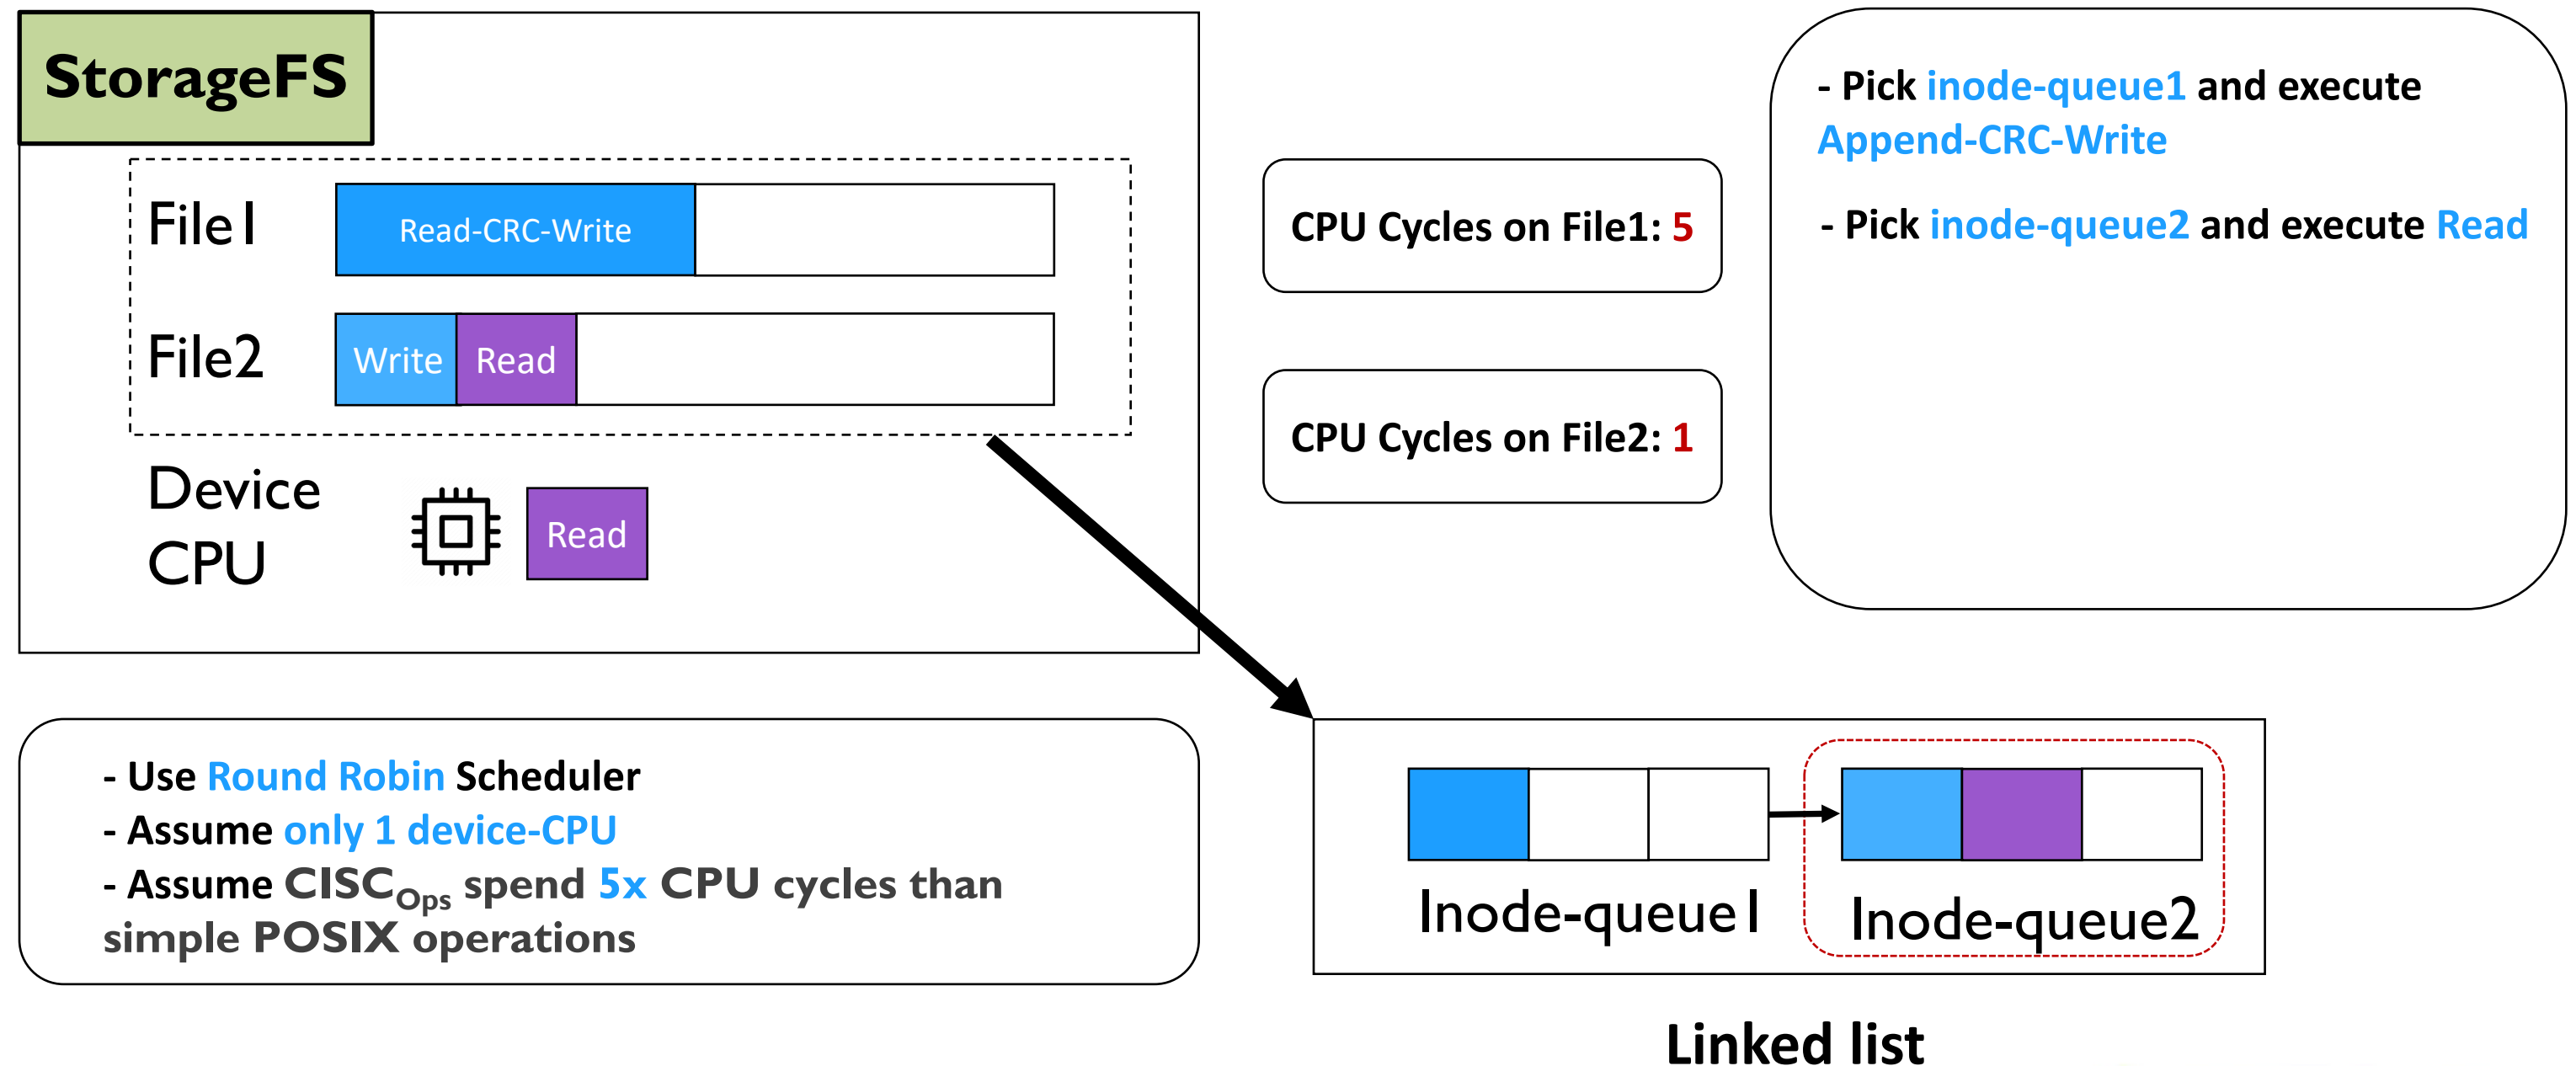 StorageFS
File1
Read-CRC-Write
File2
Write
Read
Device
CPU
Read
CPU Cycles on File1: 5
CPU Cycles on File2: 1
- Pick inode-queue1 and execute
Append-CRC-Write
- Pick inode-queue2 and execute Read
- Use Round Robin Scheduler
- Assume only 1 device-CPU
- Assume CISCOps spend 5x CPU cycles than
simple POSIX operations
Inode-queue1
Inode-queue2
Linked list